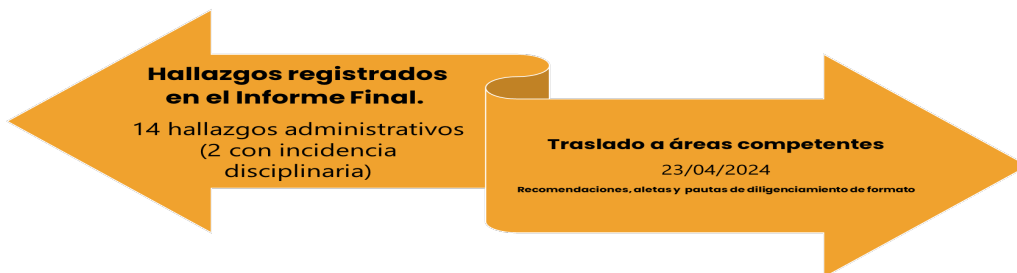 Hallazgos registrados
en el Informe Final.
14 hallazgos administrativos
(2 con incidencia
disciplinaria)
Traslado a áreas competentes
23/04/2024
Recomendaciones, aletas y pautas de diligenciamiento de formato